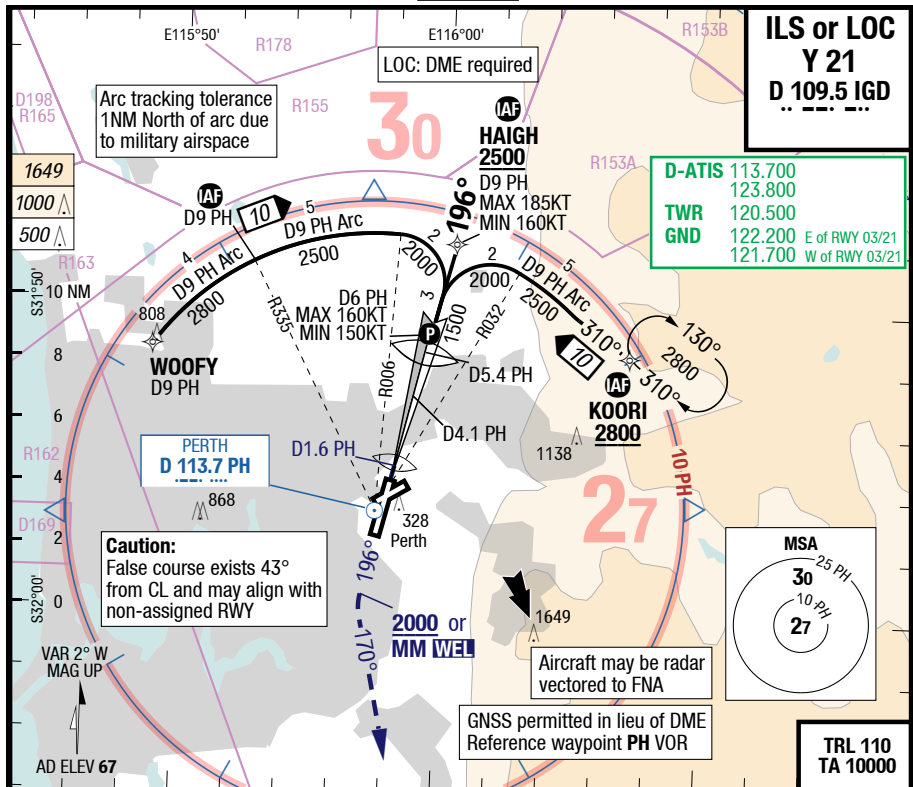 E115°50'
E116°00'
R178
R153B
ILS or LOC
Y 21
D 109.5 IGD
LOC: DME required
D198
R165
Arc tracking tolerance
1NM North of arc due
to military airspace
R155
30
IAF
HAIGH
2500
D9 PH
MAX 185KT
MIN 160KT
196°
R153A
D-ATIS 113.700
123.800
TWR 120.500
GND 122.200 E of RWY 03/21
121.700 W of RWY 03/21
1649
1000
500
IAF
D9 PH
10
5
D9 PH Arc
2500
4
D9 PH Arc
2800
2
2000
2
2000
D9 PH Arc
5
2500
R163
S31°50'
10 NM
808
WOOFY
D9 PH
R335
D6 PH
MAX 160KT
MIN 150KT
3
1500
P
R006
R032
D5.4 PH
310°
10
130°
2800
310°
IAF
KOORI
2800
8
6
4
2
0
D4.1 PH
D1.6 PH
1138
10 PH
R162
PERTH
D 113.7 PH
868
D169
328
Perth
27
Caution:
False course exists 43°
from CL and may align with
non-assigned RWY
S32°00'
196°
170°
2000 or
MM WEL
1649
MSA
25 PH
30
10 PH
27
VAR 2° W
MAG UP
AD ELEV 67
Aircraft may be radar
vectored to FNA
GNSS permitted in lieu of DME
Reference waypoint PH VOR
TRL 110
TA 10000